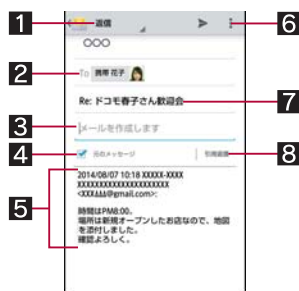 1 返信 6
○○○
2 To 携帯 花子
Re: ドコモ春子さん歓迎会 7
3 メールを作成します
4 元のメッセージ 引用返信 8
5
2014/08/07 10:18 XXXXX-XXXX
XXXXXXXXXXXXXXXXXXXXX
<XXX△△△@gmail.com>:
時間はPM8:00。
場所は新規オープンしたお店なので、地図
を添付しました。
確認よろしく。